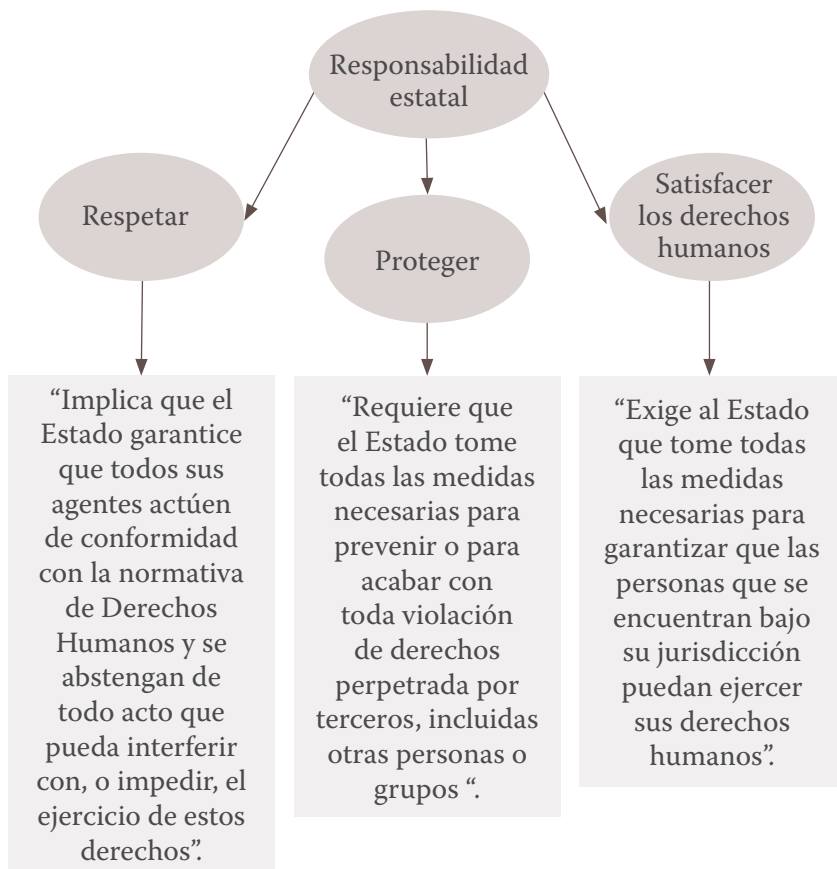 Responsabilidad
estatal
Respetar
Proteger
Satisfacer
los derechos
humanos
“Implica que el
Estado garantice
que todos sus
agentes actúen
de conformidad
con la normativa
de Derechos
Humanos y se
abstengan de
todo acto que
pueda interferir
con, o impedir, el
ejercicio de estos
derechos”.
“Requiere que
el Estado tome
todas las medidas
necesarias para
prevenir o para
acabar con
toda violación
de derechos
perpetrada por
terceros, incluidas
otras personas o
grupos “.
“Exige al Estado
que tome todas
las medidas
necesarias para
garantizar que las
personas que se
encuentran bajo
su jurisdicción
puedan ejercer
sus derechos
humanos”.